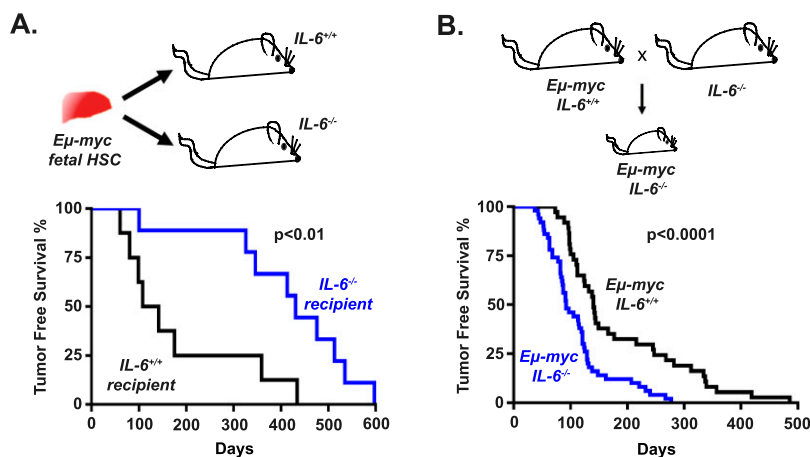 A.
IL-6+/+
IL-6-/-
Eμ-myc
fetal HSC
Tumor Free Survival %
100
75
50
25
0
p<0.01
IL-6-/-
recipient
IL-6+/+
recipient
0 100 200 300 400 500 600
Days
B.
x
Eμ-myc
IL-6+/+
IL-6-/-
Eμ-myc
IL-6-/-
Tumor Free Survival %
100
75
50
25
0
p<0.0001
Eμ-myc
IL-6+/+
Eμ-myc
IL-6-/-
0 100 200 300 400 500
Days